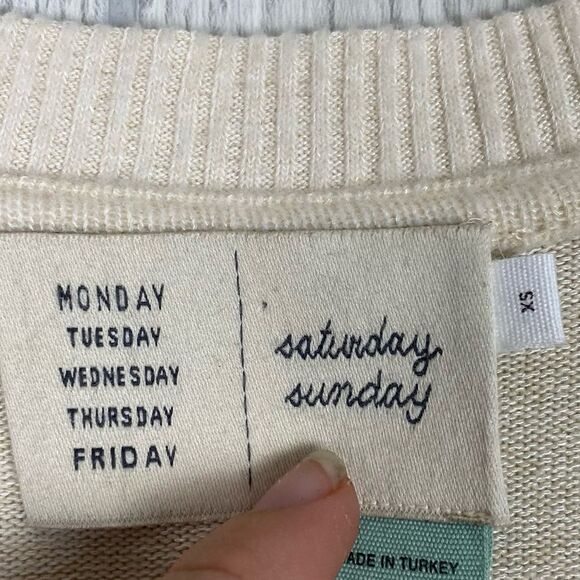 MONDAY
TUESDAY
WEDNESDAY
THURSDAY
FRIDAY
saturday
sunday
XS
ADE IN TURKEY